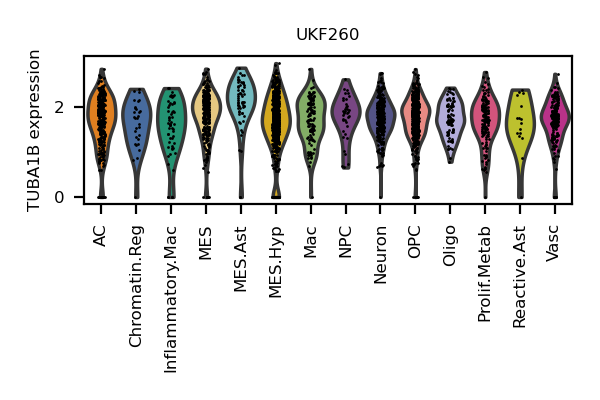 UKF260
TUBA1B expression
2
0
AC
Chromatin.Reg
Inflammatory.Mac
MES
MES.Ast
MES.Hyp
Mac
NPC
Neuron
OPC
Oligo
Prolif.Metab
Reactive.Ast
Vasc